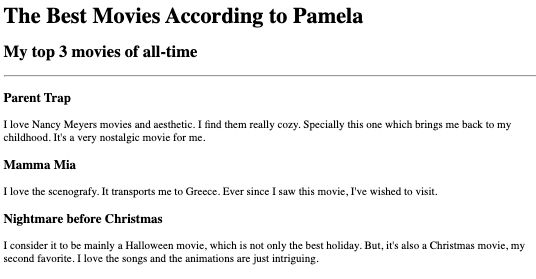 The Best Movies According to Pamela
My top 3 movies of all-time
Parent Trap
I love Nancy Meyers movies and aesthetic. I find them really cozy. Specially this one which brings me back to my
childhood. It's a very nostalgic movie for me.
Mamma Mia
I love the scenografy. It transports me to Greece. Ever since I saw this movie, I've wished to visit.
Nightmare before Christmas
I consider it to be mainly a Halloween movie, which is not only the best holiday. But, it's also a Christmas movie, my
second favorite. I love the songs and the animations are just intriguing.